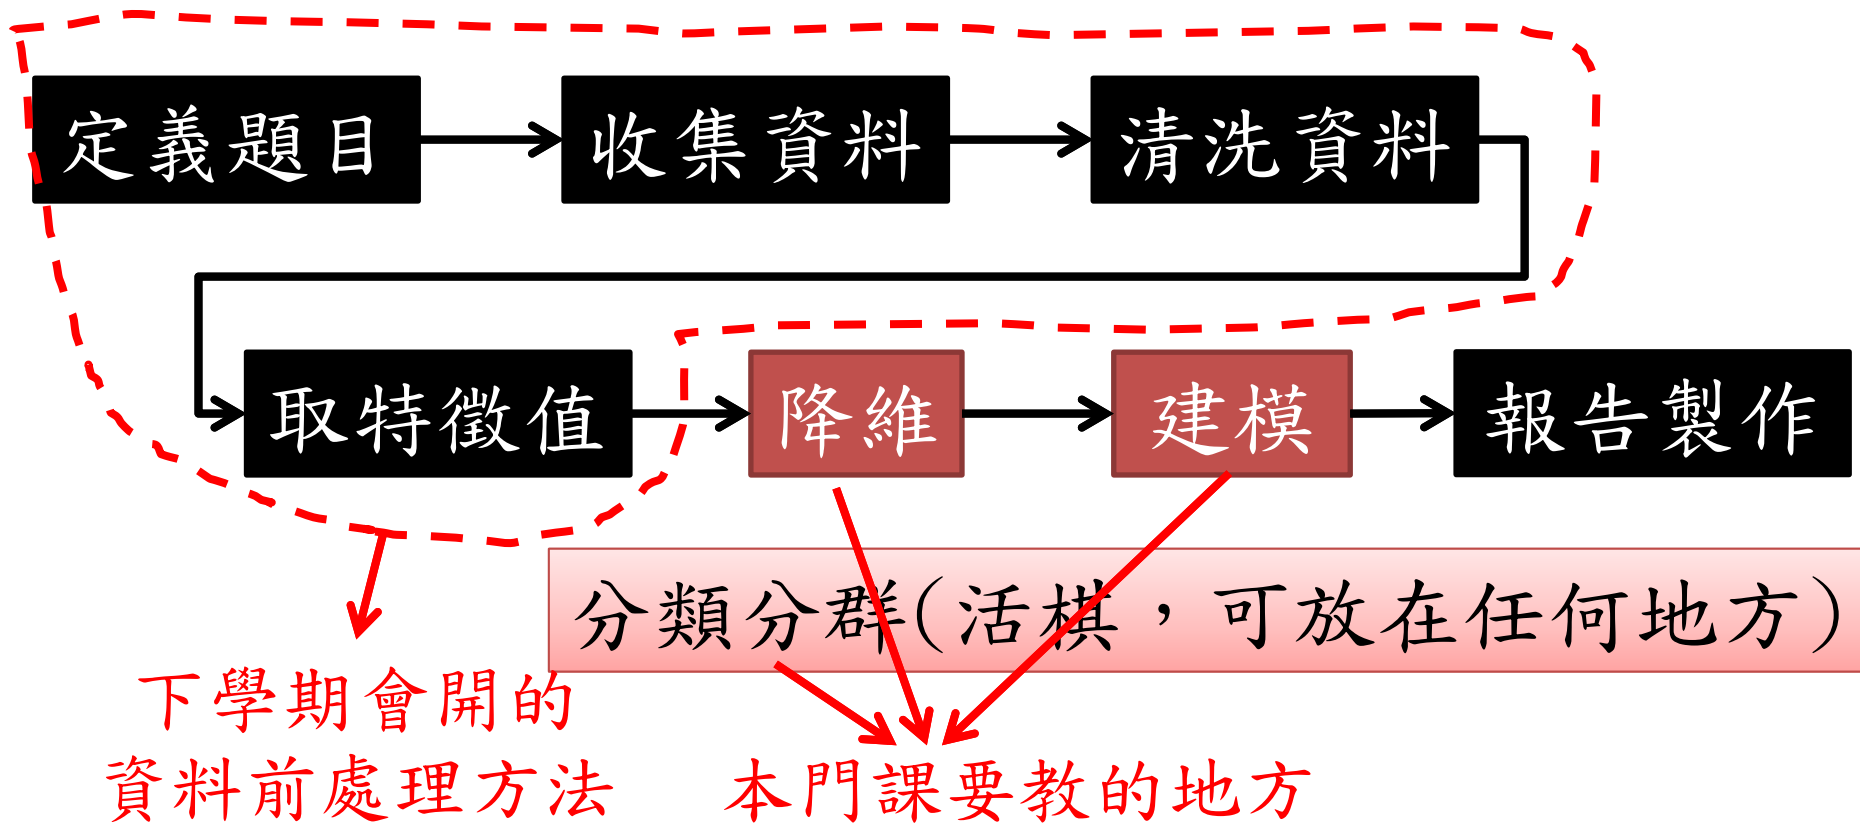 定義題目
收集資料
清洗資料
取特徵值
降維
建模
報告製作
分類分群(活棋，可放在任何地方)
下學期會開的
資料前處理方法
本門課要教的地方